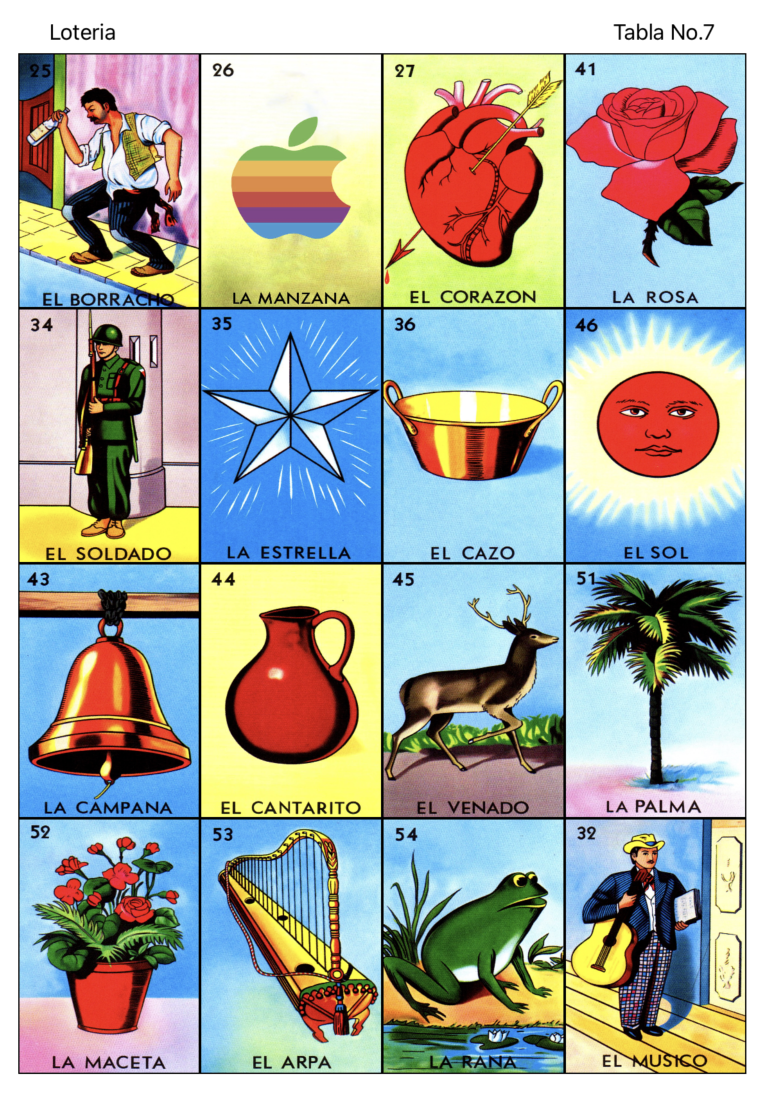 Loteria Tabla No.7
25 26 27 41
EL BORRACHO LA MANZANA EL CORAZON LA ROSA
34 35 36 46
EL SOLDADO LA ESTRELLA EL CAZO EL SOL
43 44 45 51
LA CAMPANA EL CANTARITO EL VENADO LA PALMA
52 53 54 32
LA MACETA EL ARPA LA RANA EL MUSICO